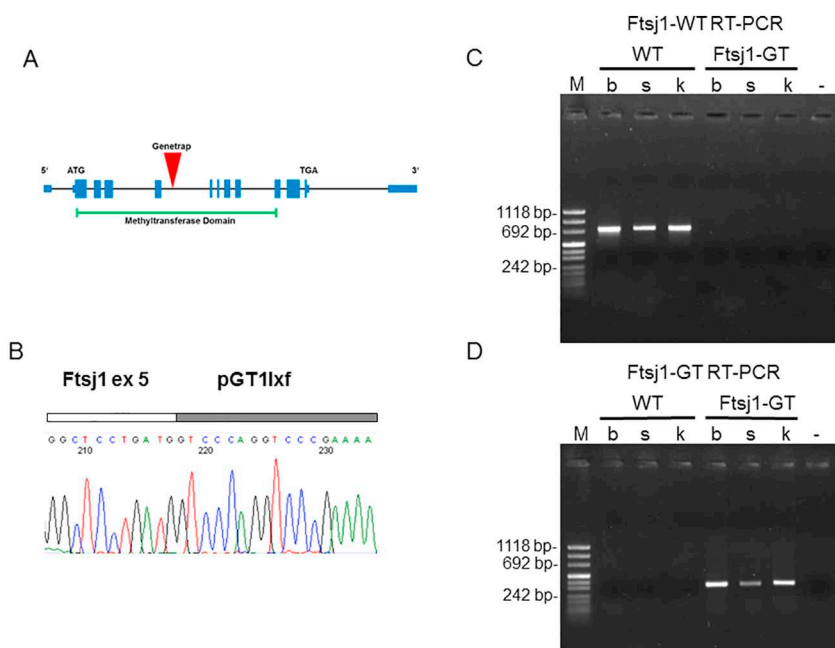 A
Genetrap
5' ATG TGA 3'
Methyltransferase Domain
B
Ftsj1 ex 5 pGT1lxf
GGCTCCTGATGGTCCCAGGTCCCGAAAA
210 220 230
C
Ftsj1-WT RT-PCR
WT Ftsj1-GT
M b s k b s k -
1118 bp-
692 bp-
242 bp-
D
Ftsj1-GT RT-PCR
WT Ftsj1-GT
M b s k b s k -
1118 bp-
692 bp-
242 bp-